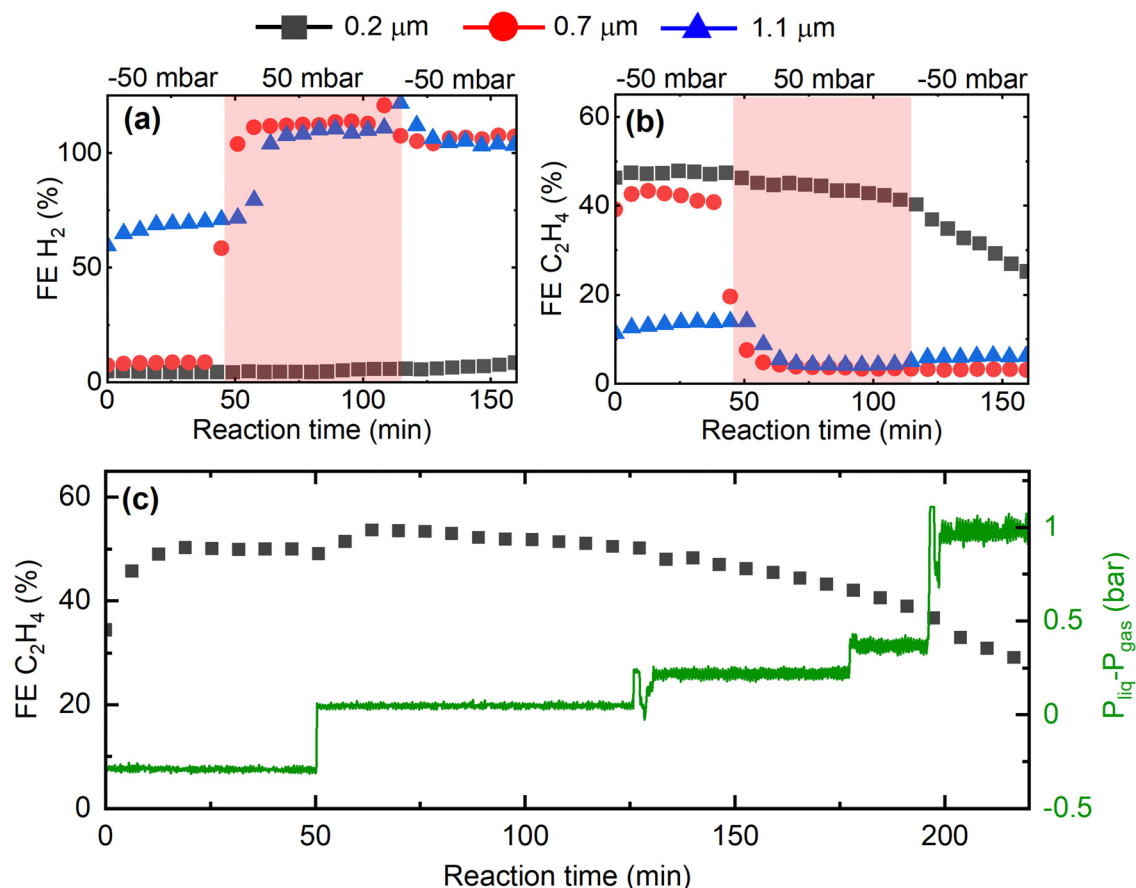 0.2 μm 0.7 μm 1.1 μm
-50 mbar 50 mbar -50 mbar -50 mbar 50 mbar -50 mbar
(a)
FE H2 (%)
100
50
0
0 50 100 150
Reaction time (min)
(b)
FE C2H4 (%)
60
40
20
0
0 50 100 150
Reaction time (min)
(c)
FE C2H4 (%)
60
40
20
0
0 50 100 150 200
Reaction time (min)
1
0.5
0
-0.5
Pliq-Pgas (bar)